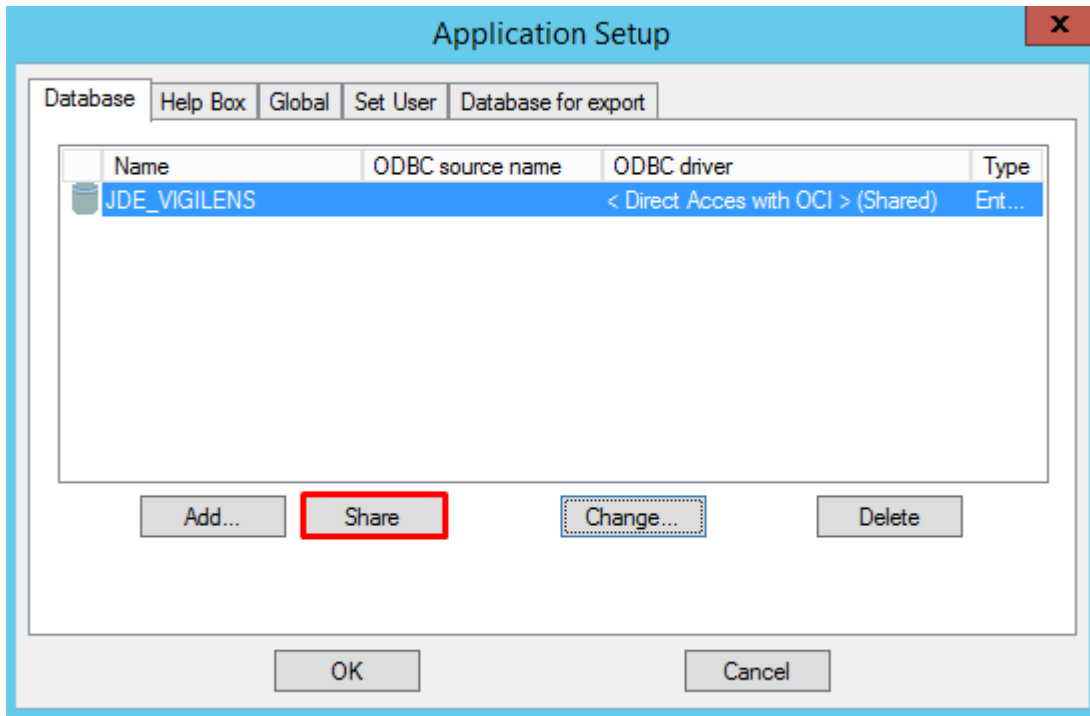 Application Setup
x
Database Help Box Global Set User Database for export
Name ODBC source name ODBC driver Type
JDE_VIGILENS < Direct Acces with OCI > (Shared) Ent...
Add... Share Change... Delete
OK Cancel